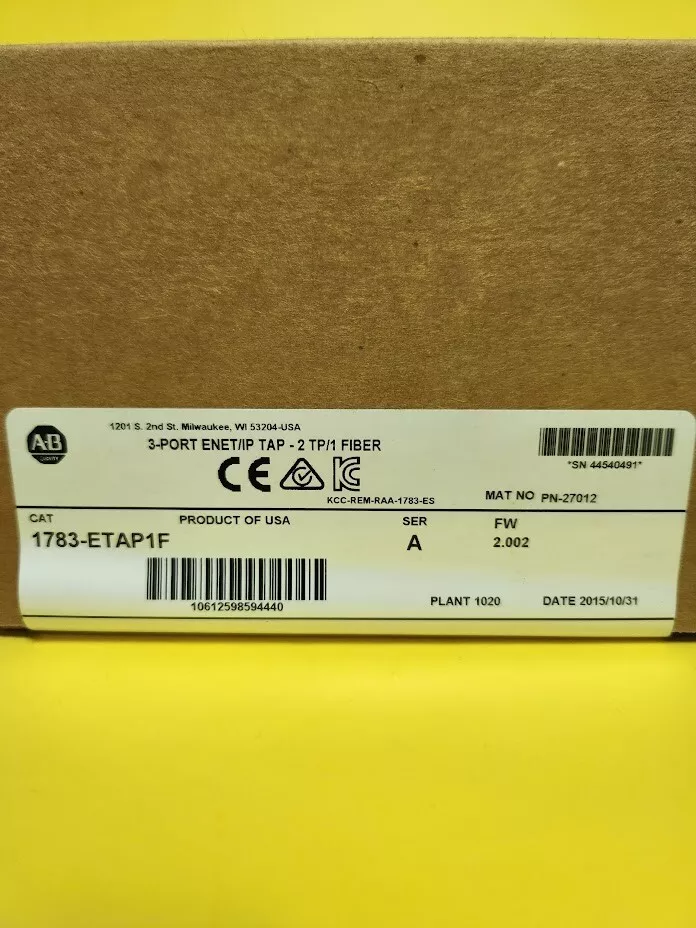 A-B
QUALITY
1201 S. 2nd St. Milwaukee, WI 53204-USA
3-PORT ENET/IP TAP - 2 TP/1 FIBER
CE
KCC-REM-RAA-1783-ES
*SN 44540491*
MAT NO PN-27012
CAT
PRODUCT OF USA
SER
FW
1783-ETAP1F
A
2.002
10612598594440
PLANT 1020
DATE 2015/10/31